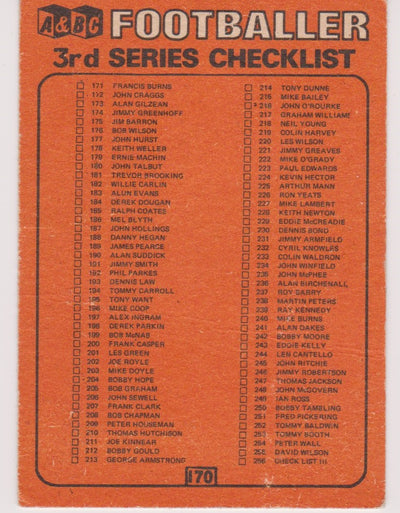 A&BC FOOTBALLER
3rd SERIES CHECKLIST
171 FRANCIS BURNS
172 JOHN CRAGGS
173 ALAN GILZEAN
174 JIMMY GREENHOFF
175 JIM BARRON
176 BOB WILSON
177 JOHN HURST
178 KEITH WELLER
179 ERNIE MACHIN
180 JOHN TALBUT
181 TREVOR BROOKING
182 WILLIE CARLIN
183 ALUN EVANS
184 DEREK DOUGAN
185 RALPH COATES
186 MEL BLYTH
187 JOHN HOLLINGS
188 DANNY HEGAN
189 JAMES PEARCE
190 ALAN SUDDICK
191 JIMMY SMITH
192 PHIL PARKES
193 DENNIS LAW
194 TOMMY CARROLL
195 TONY WANT
196 MIKE COOP
197 ALEX INGRAM
198 DEREK PARKIN
199 BOB McNAB
200 FRANK CASPER
201 LES GREEN
202 JOE ROYLE
203 MIKE DOYLE
204 BOBBY HOPE
205 BOB GRAHAM
206 JOHN SEWELL
207 FRANK CLARK
208 BOB CHAPMAN
209 PETER HOUSEMAN
210 THOMAS HUTCHISON
211 JOE KINNEAR
212 BOBBY GOULD
213 GEORGE ARMSTRONG
214 TONY DUNNE
215 MIKE BAILEY
216 JOHN O'ROURKE
217 GRAHAM WILLIAMS
218 NEIL YOUNG
219 COLIN HARVEY
220 LES WILSON
221 JIMMY GREAVES
222 MIKE O'GRADY
223 PAUL EDWARDS
224 KEVIN HECTOR
225 ARTHUR MANN
226 RON YEATS
227 MIKE LAMBERT
228 KEITH NEWTON
229 EDDIE McCREADIE
230 DENNIS BOND
231 JIMMY ARMFIELD
232 CYRIL KNOWLES
233 COLIN WALDRON
234 JOHN WINFIELD
235 JOHN McPHEE
236 ALAN BIRCHENALL
237 ROY BARRY
238 MARTIN PETERS
239 RAY KENNEDY
240 MIKE BURNS
241 ALAN OAKES
242 BOBBY MOORE
243 EDDIE KELLY
244 LEN CANTELLO
245 JOHN RITCHIE
246 JIMMY ROBERTSON
247 THOMAS JACKSON
248 JOHN McGOVERN
249 IAN ROSS
250 BOBBY TAMBLING
251 FRED PICKERING
252 TOMMY BALDWIN
253 TOMMY BOOTH
254 PETER WALL
255 DAVID WILSON
256 CHECK LIST III
170